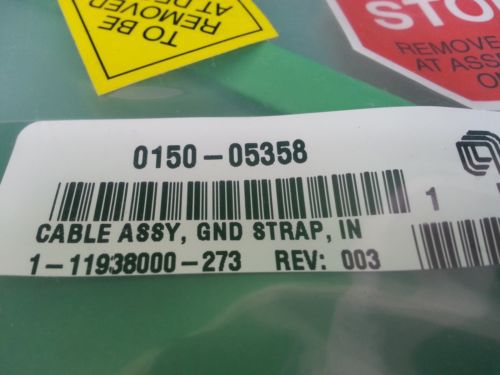 TO BE
REMOVED
AT DE
STO
REMOVE
AT ASSE
0150-05358
1
CABLE ASSY, GND STRAP, IN
1-11938000-273 REV: 003